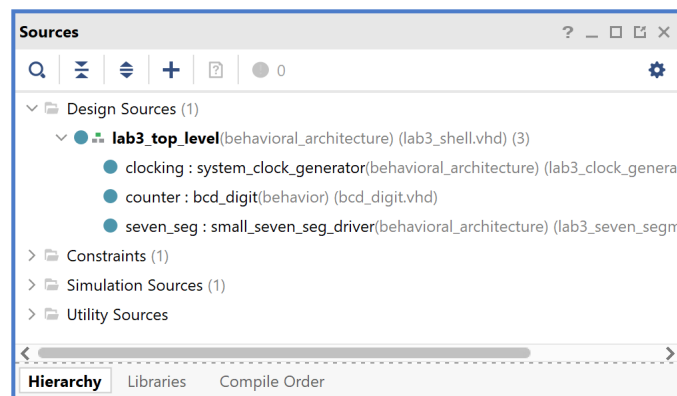 Sources
? 0
Design Sources (1)
lab3_top_level(behavioral_architecture) (lab3_shell.vhd) (3)
clocking : system_clock_generator(behavioral_architecture) (lab3_clock_genera
counter : bcd_digit(behavior) (bcd_digit.vhd)
seven_seg : small_seven_seg_driver(behavioral_architecture) (lab3_seven_segm
Constraints (1)
Simulation Sources (1)
Utility Sources
Hierarchy Libraries Compile Order